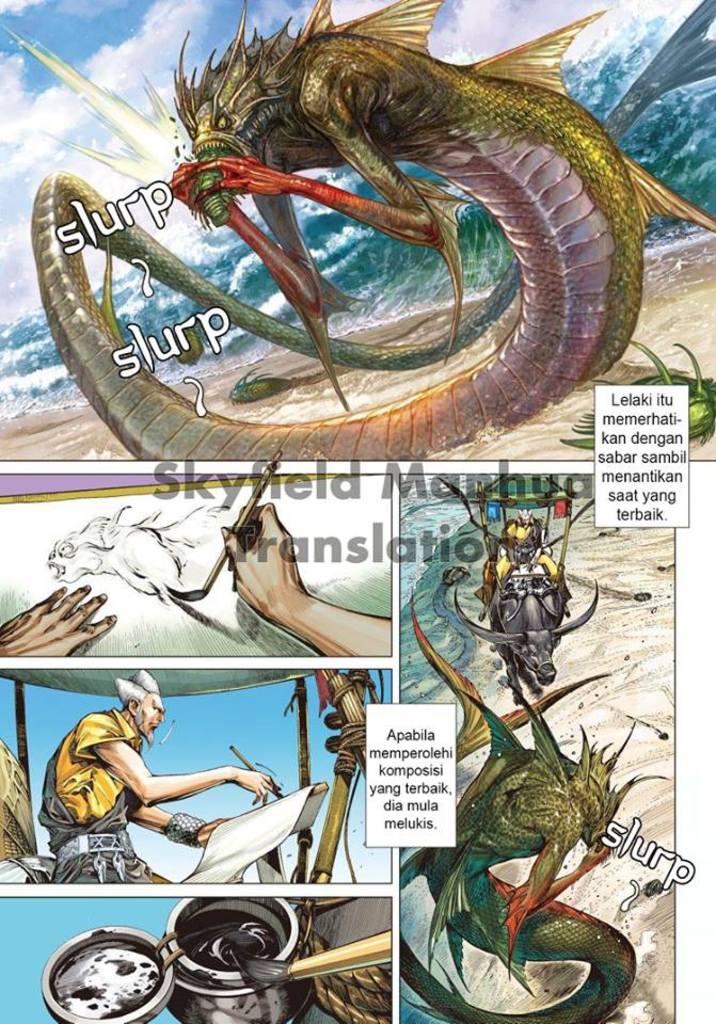 slurp
slurp
Lelaki itu
memerhati-
kan dengan
sabar sambil
menantikan
saat yang
terbaik.
Skyfield Manhua
Translation
Apabila
memperolehi
komposisi
yang terbaik,
dia mula
melukis.
slurp